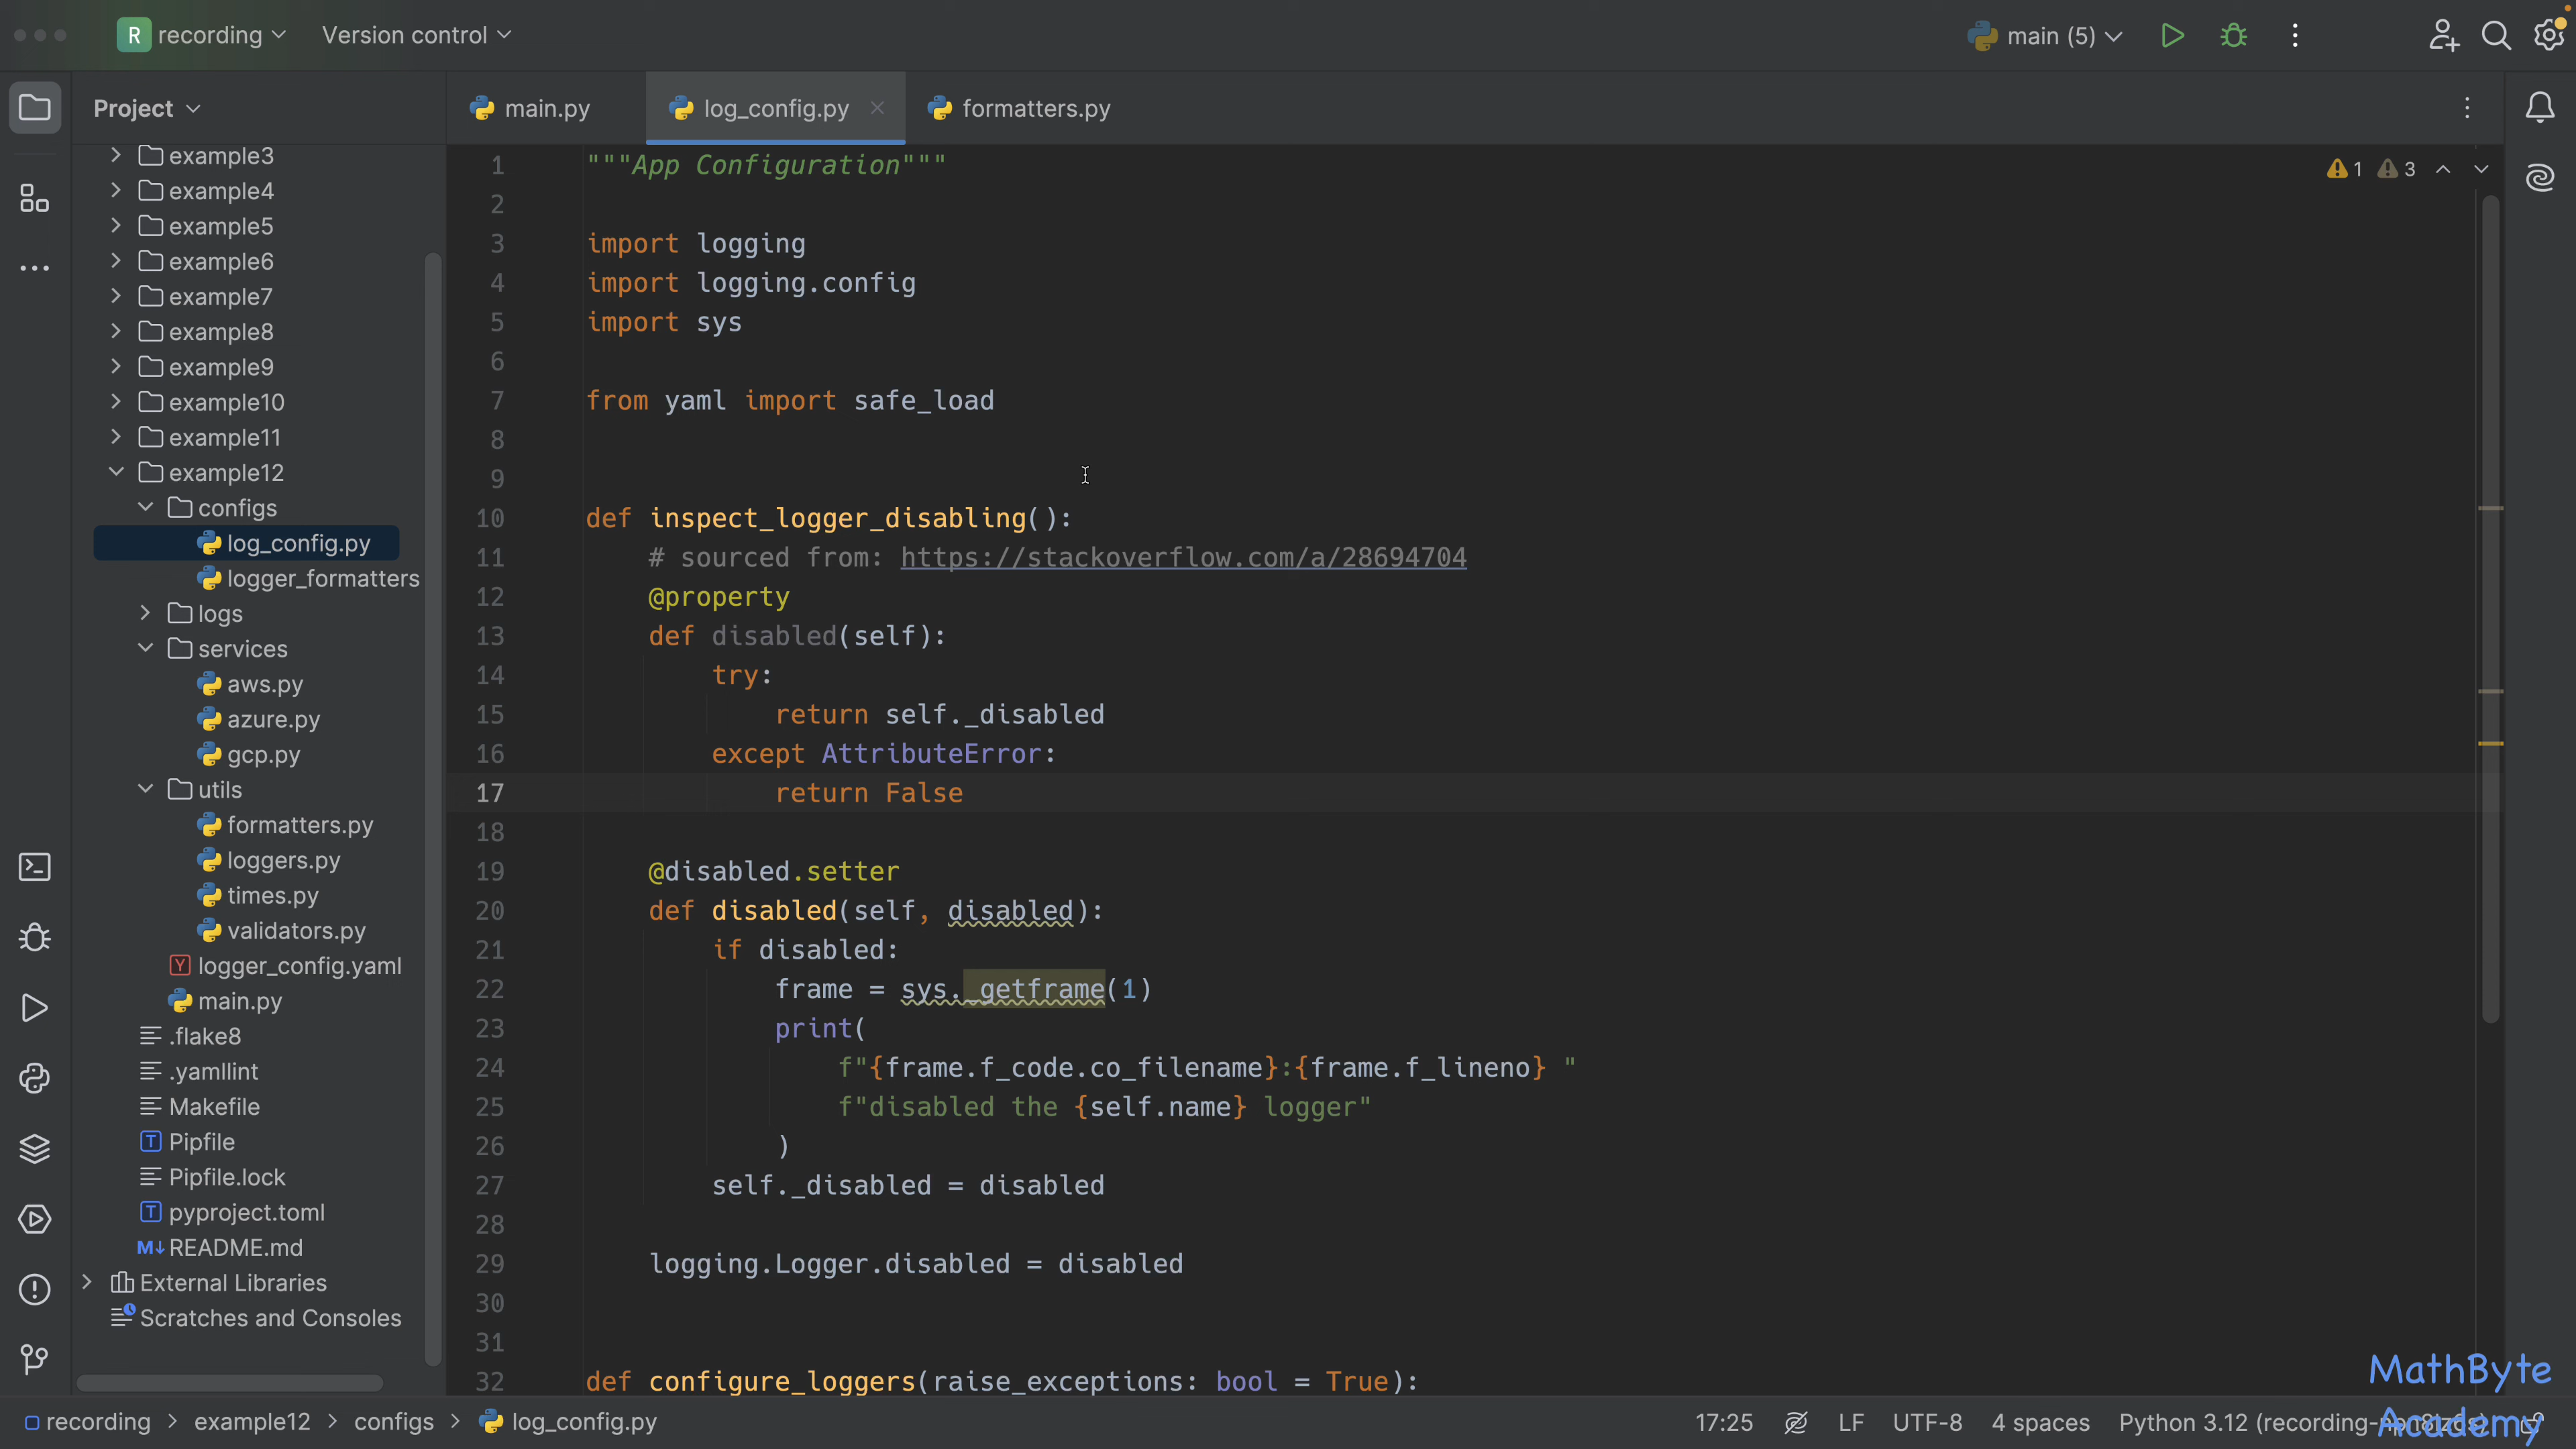 R recording Version control main (5)
Project
main.py log_config.py formatters.py
example3
example4
example5
example6
example7
example8
example9
example10
example11
example12
configs
log_config.py
logger_formatters
logs
services
aws.py
azure.py
gcp.py
utils
formatters.py
loggers.py
times.py
validators.py
Y logger_config.yaml
main.py
.flake8
.yamllint
Makefile
T Pipfile
Pipfile.lock
T pyproject.toml
M↓ README.md
External Libraries
Scratches and Consoles
1 3
1 """App Configuration"""
2
3 import logging
4 import logging.config
5 import sys
6
7 from yaml import safe_load
8
9
10 def inspect_logger_disabling():
11     # sourced from: https://stackoverflow.com/a/28694704
12     @property
13     def disabled(self):
14         try:
15             return self._disabled
16         except AttributeError:
17             return False
18
19     @disabled.setter
20     def disabled(self, disabled):
21         if disabled:
22             frame = sys._getframe(1)
23             print(
24                 f"{frame.f_code.co_filename}:{frame.f_lineno} "
25                 f"disabled the {self.name} logger"
26             )
27         self._disabled = disabled
28
29     logging.Logger.disabled = disabled
30
31
32 def configure_loggers(raise_exceptions: bool = True):
MathByte
Academy
recording > example12 > configs > log_config.py 17:25 LF UTF-8 4 spaces Python 3.12